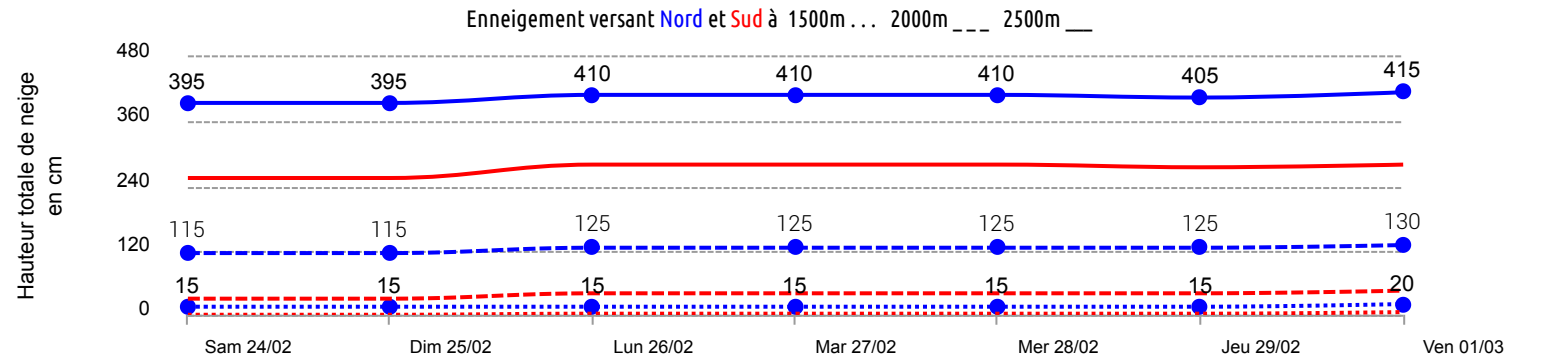 Enneigement versant Nord et Sud à 1500m . . . 2000m _ _ _ 2500m __
Hauteur totale de neige
en cm
480
360
240
120
0
395 395 410 410 410 405 415
115 115 125 125 125 125 130
15 15 15 15 15 15 20
Sam 24/02 Dim 25/02 Lun 26/02 Mar 27/02 Mer 28/02 Jeu 29/02 Ven 01/03